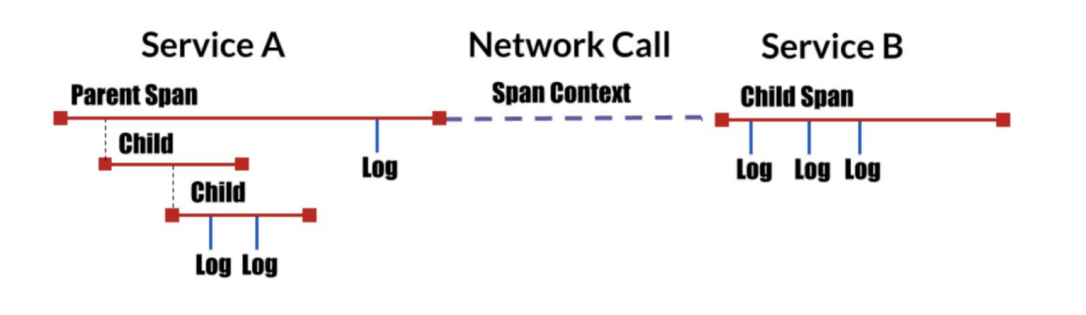 Service A
Network Call
Service B
Parent Span
Span Context
Child Span
Child
Log
Log Log Log
Child
Log Log